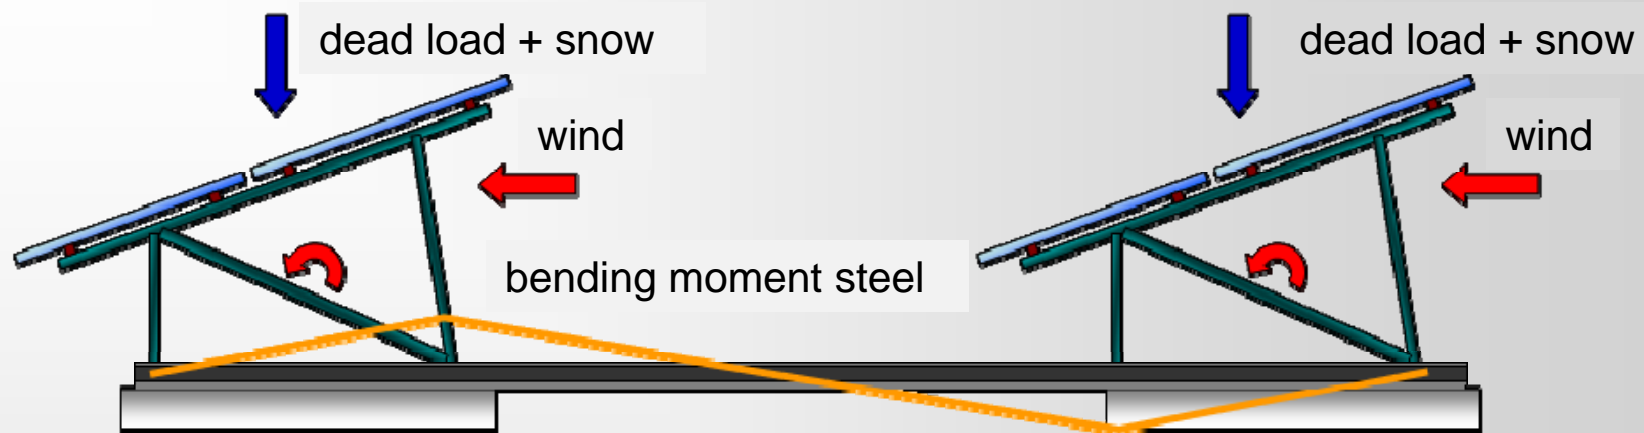 dead load + snow
dead load + snow
wind
wind
bending moment steel